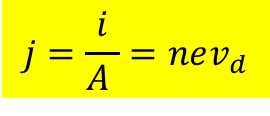 j = i/A = nev_d